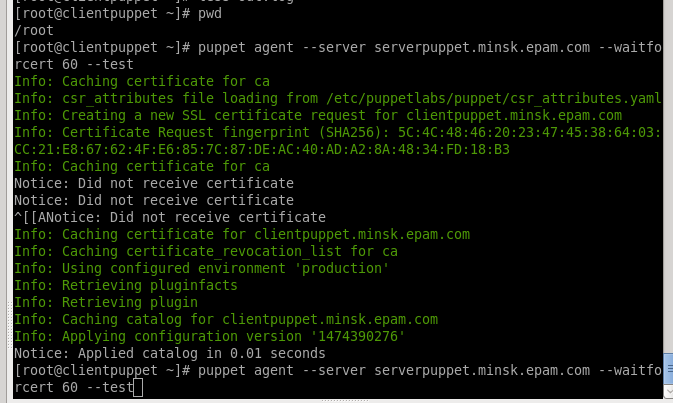 [root@clientpuppet ~]# pwd
/root
[root@clientpuppet ~]# puppet agent --server serverpuppet.minsk.epam.com --waitfo
rcert 60 --test
Info: Caching certificate for ca
Info: csr_attributes file loading from /etc/puppetlabs/puppet/csr_attributes.yaml
Info: Creating a new SSL certificate request for clientpuppet.minsk.epam.com
Info: Certificate Request fingerprint (SHA256): 5C:4C:48:46:20:23:47:45:38:64:03:
CC:21:E8:67:62:4F:E6:85:7C:87:DE:AC:40:AD:A2:8A:48:34:FD:18:B3
Info: Caching certificate for ca
Notice: Did not receive certificate
Notice: Did not receive certificate
^[[ANotice: Did not receive certificate
Info: Caching certificate for clientpuppet.minsk.epam.com
Info: Caching certificate_revocation_list for ca
Info: Using configured environment 'production'
Info: Retrieving pluginfacts
Info: Retrieving plugin
Info: Caching catalog for clientpuppet.minsk.epam.com
Info: Applying configuration version '1474390276'
Notice: Applied catalog in 0.01 seconds
[root@clientpuppet ~]# puppet agent --server serverpuppet.minsk.epam.com --waitfo
rcert 60 --test